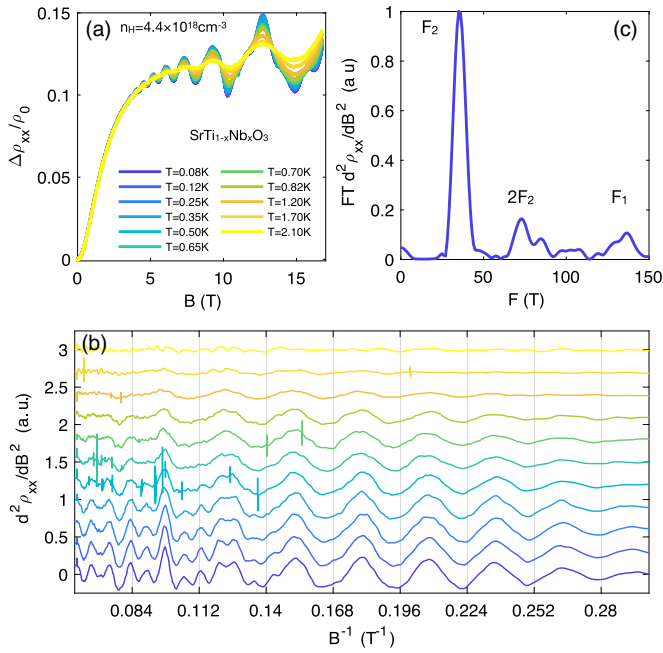 (a)
n_H=4.4×10^18cm^-3
SrTi_1-xNb_xO_3
T=0.08K
T=0.12K
T=0.25K
T=0.35K
T=0.50K
T=0.65K
T=0.70K
T=0.82K
T=1.20K
T=1.70K
T=2.10K
0.15
0.1
0.05
0
Δρ_xx/ρ_0
0 5 10 15
B (T)
(c)
F_2
2F_2
F_1
1
0.8
0.6
0.4
0.2
0
FT d^2ρ_xx/dB^2 (a u)
0 50 100 150
F (T)
(b)
3
2.5
2
1.5
1
0.5
0
d^2ρ_xx/dB^2 (a. u.)
0.084 0.112 0.14 0.168 0.196 0.224 0.252 0.28
B^-1 (T^-1)